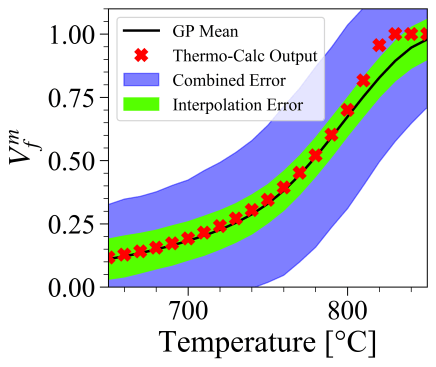 GP Mean
Thermo-Calc Output
Combined Error
Interpolation Error
1.00
0.75
0.50
0.25
0.00
V_f^m
700
800
Temperature [°C]